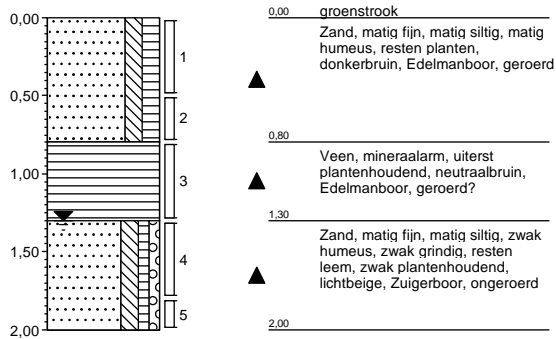 0,00
0,50
1,00
1,50
2,00
1
2
3
4
5
0,00
groenstrook
Zand, matig fijn, matig siltig, matig
humeus, resten planten,
donkerbruin, Edelmanboor, geroerd
0,80
Veen, mineraalarm, uiterst
plantenhoudend, neutraalbruin,
Edelmanboor, geroerd?
1,30
Zand, matig fijn, matig siltig, zwak
humeus, zwak grindig, resten
leem, zwak plantenhoudend,
lichtbeige, Zuigerboor, ongeroerd
2,00